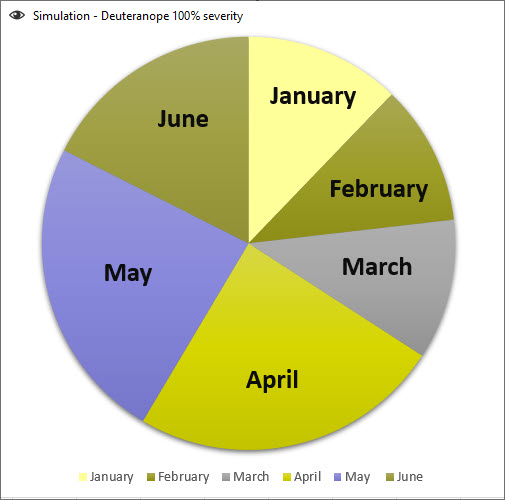 Simulation - Deuteranope 100% severity
January
June
February
March
May
April
January February March April May June